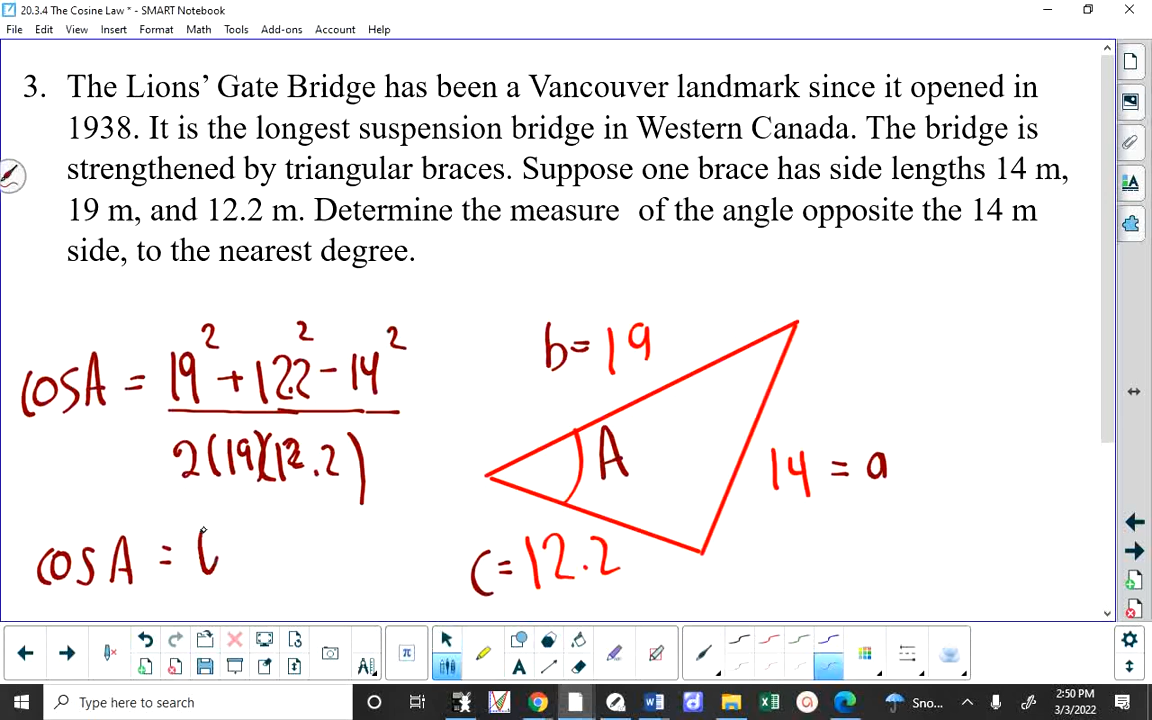 20.3.4 The Cosine Law * - SMART Notebook
File Edit View Insert Format Math Tools Add-ons Account Help
3. The Lions’ Gate Bridge has been a Vancouver landmark since it opened in
1938. It is the longest suspension bridge in Western Canada. The bridge is
strengthened by triangular braces. Suppose one brace has side lengths 14 m,
19 m, and 12.2 m. Determine the measure of the angle opposite the 14 m
side, to the nearest degree.
cosA = 19² + 12.2² - 14²
2(19)(12.2)
cosA =
b = 19
A
14 = a
c = 12.2
π
A
Type here to search
Sno...
2:50 PM
3/3/2022